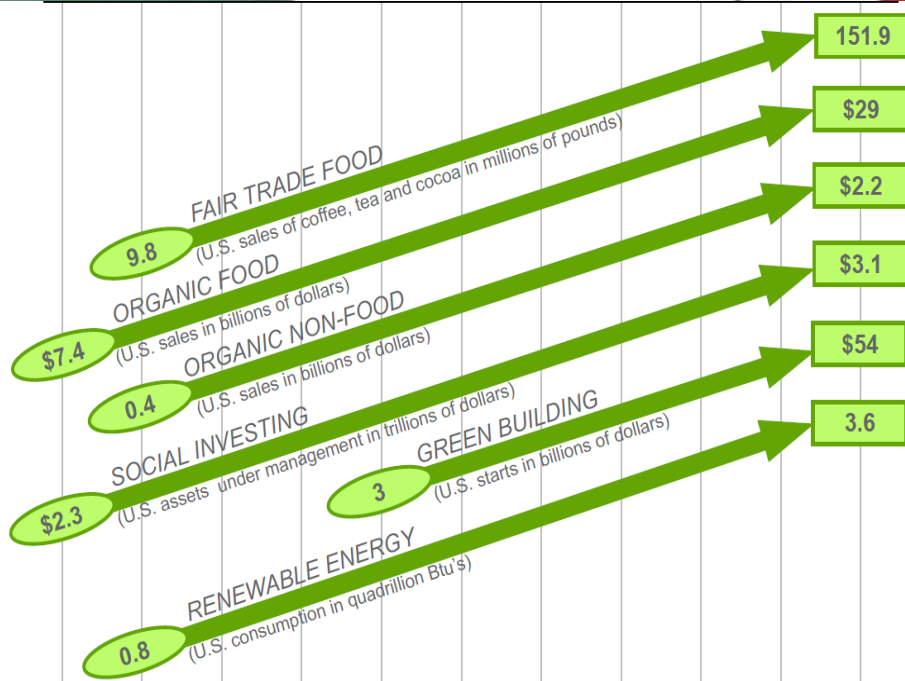 151.9
FAIR TRADE FOOD
(U.S. sales of coffee, tea and cocoa in millions of pounds)
9.8
$29
ORGANIC FOOD
(U.S. sales in billions of dollars)
$7.4
$2.2
ORGANIC NON-FOOD
(U.S. sales in billions of dollars)
0.4
$3.1
SOCIAL INVESTING
(U.S. assets under management in trillions of dollars)
$2.3
$54
GREEN BUILDING
(U.S. starts in billions of dollars)
3
3.6
RENEWABLE ENERGY
(U.S. consumption in quadrillion Btu's)
0.8